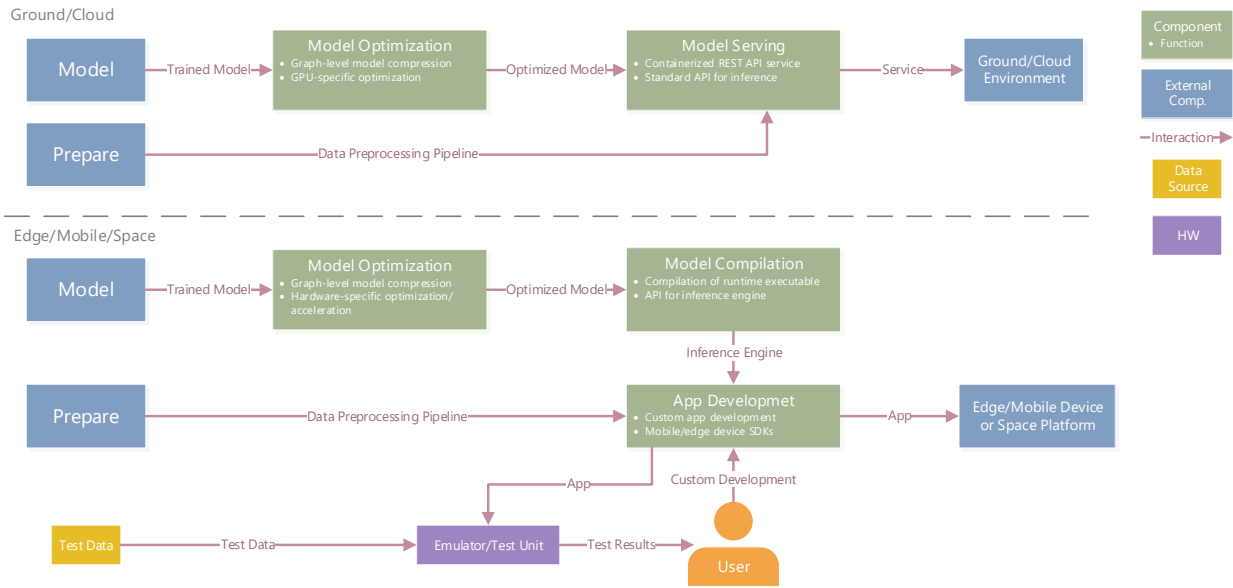 Ground/Cloud
Model
Trained Model
Model Optimization
• Graph-level model compression
• GPU-specific optimization
Optimized Model
Model Serving
• Containerized REST API service
• Standard API for inference
Service
Ground/Cloud
Environment
Prepare
Data Preprocessing Pipeline
Component
• Function
External
Comp.
Interaction
Data
Source
HW
Edge/Mobile/Space
Model
Trained Model
Model Optimization
• Graph-level model compression
• Hardware-specific optimization/
acceleration
Optimized Model
Model Compilation
• Compilation of runtime executable
• API for inference engine
Inference Engine
Prepare
Data Preprocessing Pipeline
App Developmet
• Custom app development
• Mobile/edge device SDKs
App
Edge/Mobile Device
or Space Platform
App
Custom Development
Test Data
Test Data
Emulator/Test Unit
Test Results
User